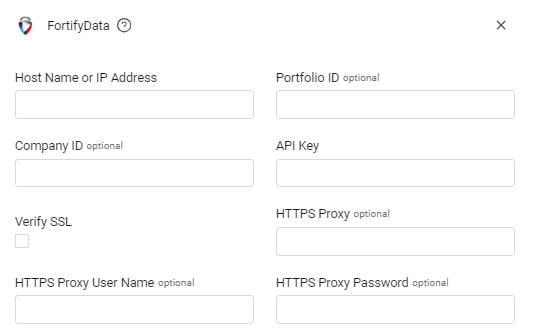 FortifyData ?
Host Name or IP Address
Portfolio ID optional
Company ID optional
API Key
Verify SSL
HTTPS Proxy optional
HTTPS Proxy User Name optional
HTTPS Proxy Password optional